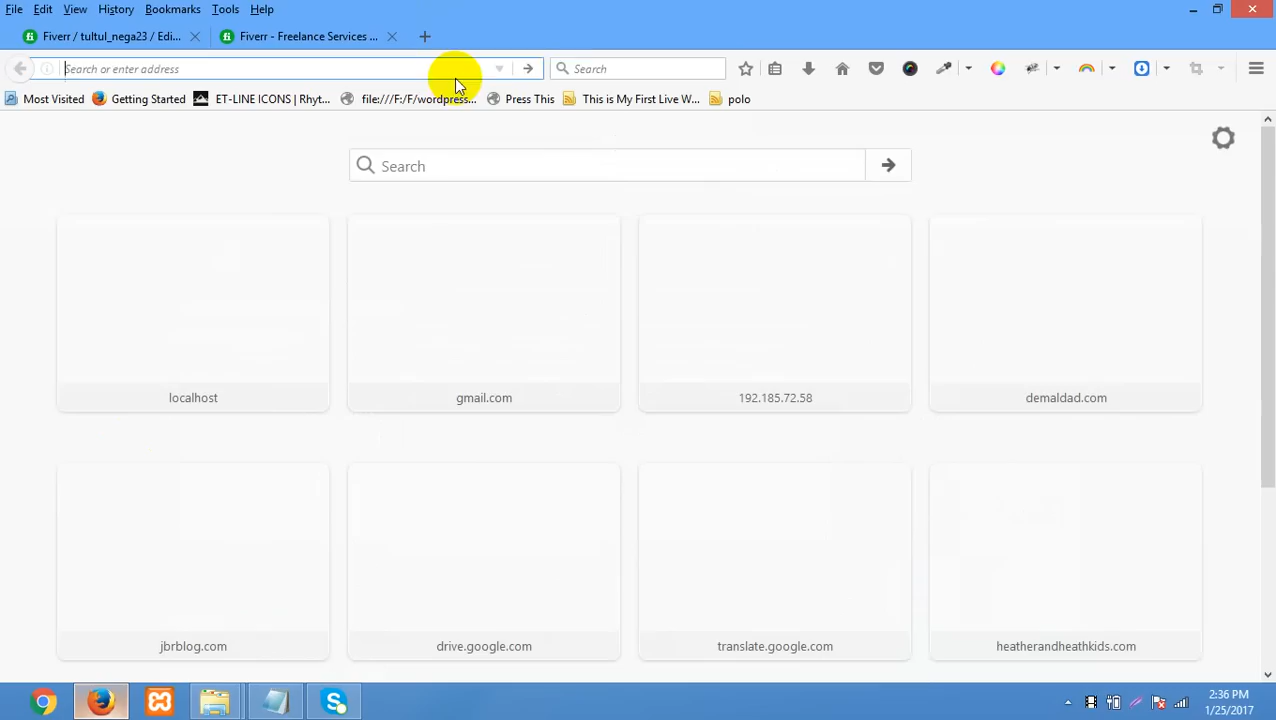 File Edit View History Bookmarks Tools Help
Fiverr / tultul_nega23 / Edi... Fiverr - Freelance Services ...
Search or enter address Search
Most Visited Getting Started ET-LINE ICONS | Rhyt... file:///F:/F/wordpress... Press This This is My First Live W... polo
Search
localhost gmail.com 192.185.72.58 demaldad.com
jbrblog.com drive.google.com translate.google.com heatherandheathkids.com
2:36 PM
1/25/2017